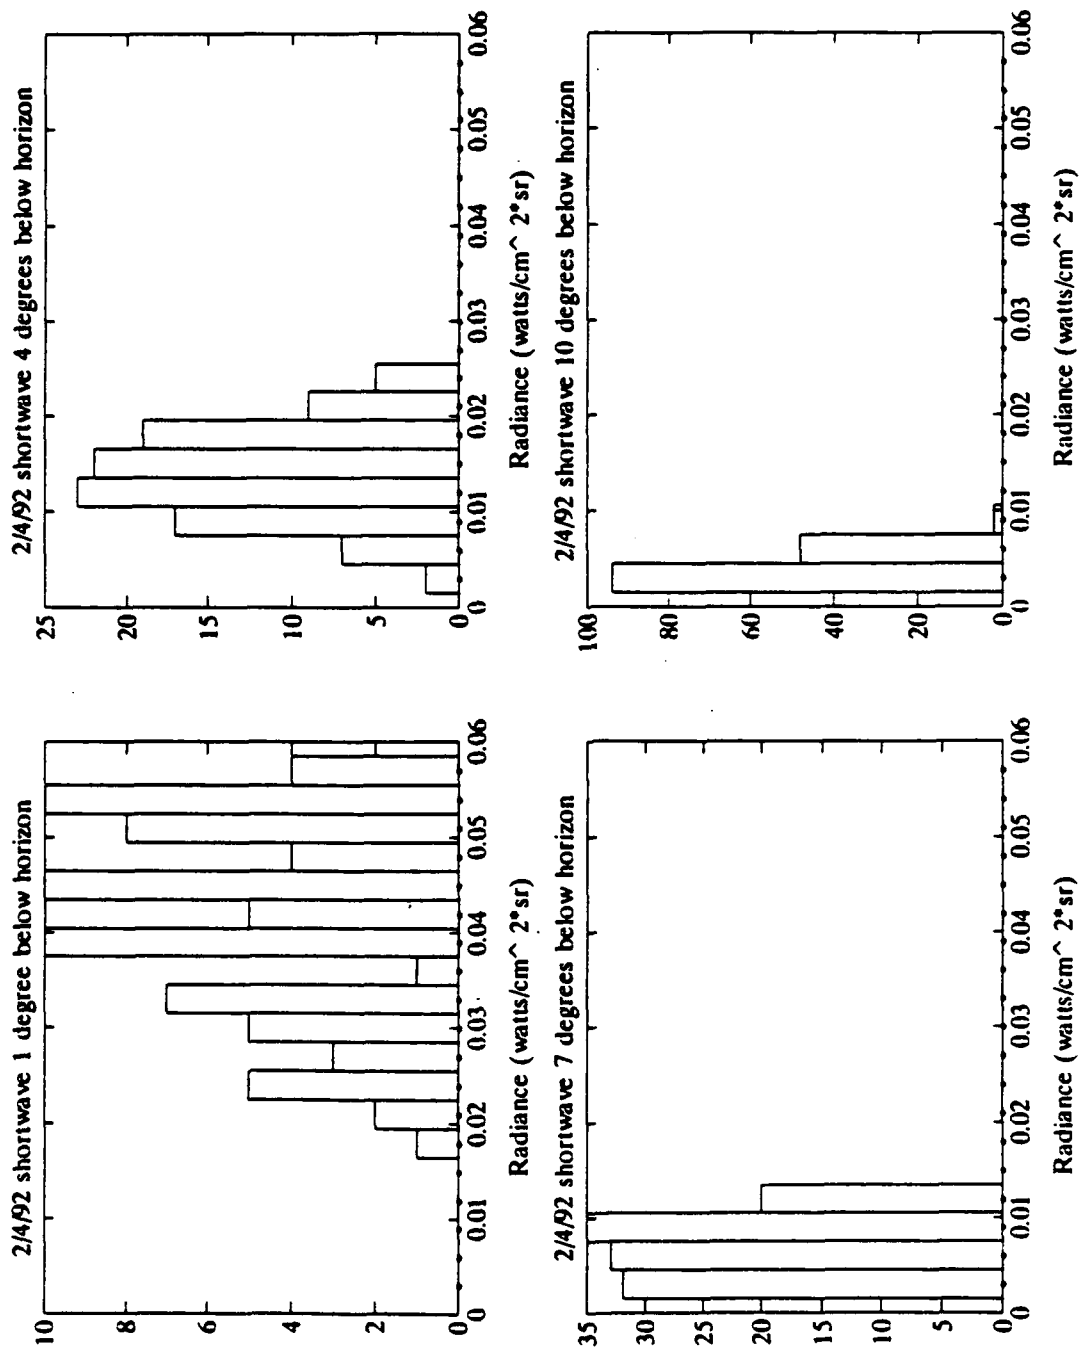 2/4/92 shortwave 1 degree below horizon
10
8
6
4
2
0
0 0.01 0.02 0.03 0.04 0.05 0.06
Radiance (watts/cm^ 2*sr)
2/4/92 shortwave 4 degrees below horizon
25
20
15
10
5
0
0 0.01 0.02 0.03 0.04 0.05 0.06
Radiance (watts/cm^ 2*sr)
2/4/92 shortwave 7 degrees below horizon
35
30
25
20
15
10
5
0
0 0.01 0.02 0.03 0.04 0.05 0.06
Radiance (watts/cm^ 2*sr)
2/4/92 shortwave 10 degrees below horizon
100
80
60
40
20
0
0 0.01 0.02 0.03 0.04 0.05 0.06
Radiance (watts/cm^ 2*sr)